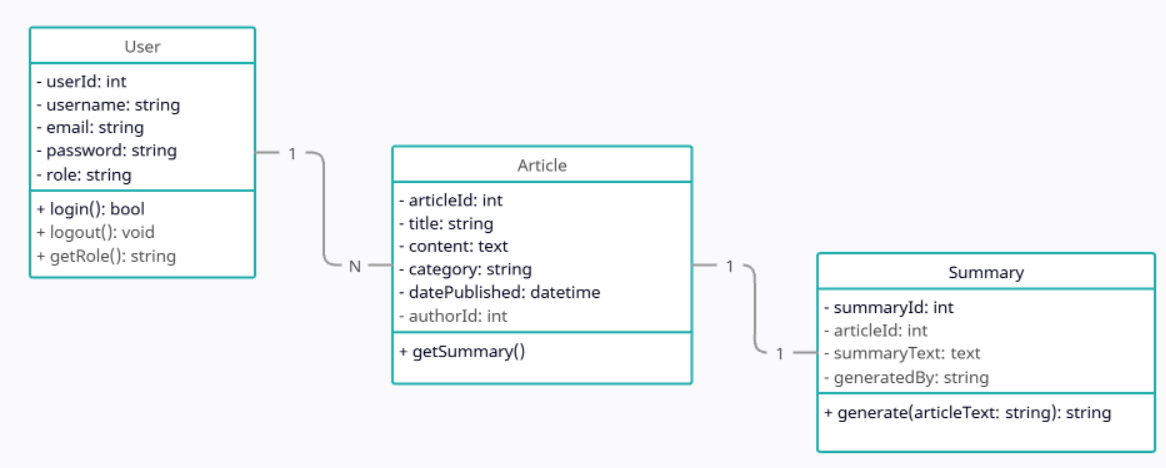 User
- userId: int
- username: string
- email: string
- password: string
- role: string
+ login(): bool
+ logout(): void
+ getRole(): string
1
N
Article
- articleId: int
- title: string
- content: text
- category: string
- datePublished: datetime
- authorId: int
+ getSummary()
1
1
Summary
- summaryId: int
- articleId: int
- summaryText: text
- generatedBy: string
+ generate(articleText: string): string